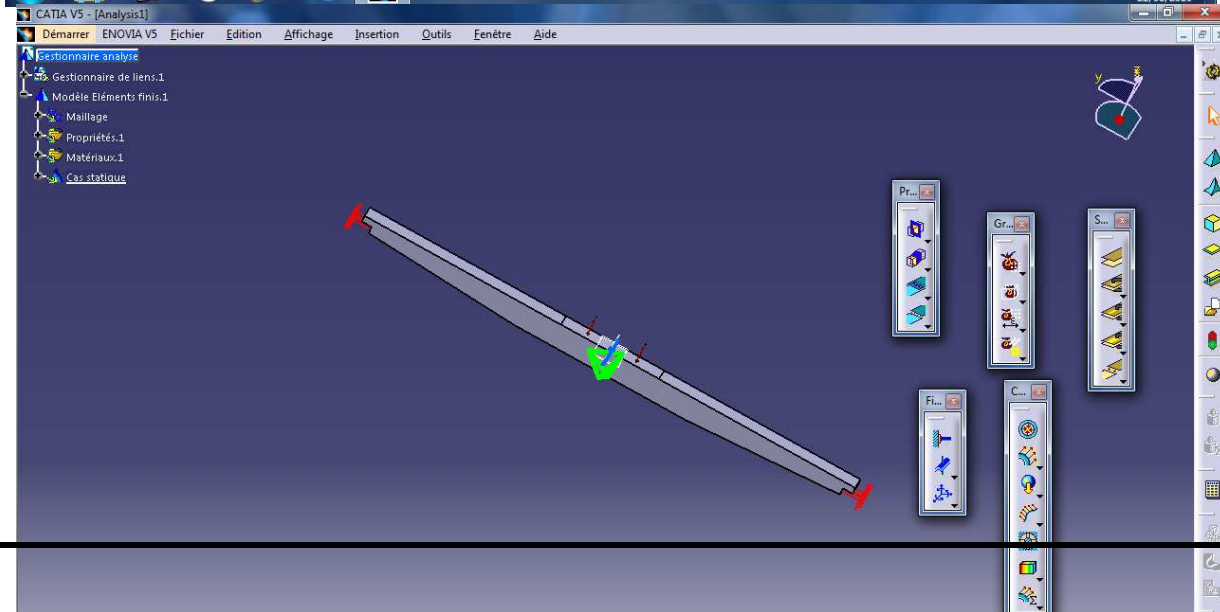 CATIA V5 - [Analysis1]
Démarrer ENOVIA V5 Fichier Edition Affichage Insertion Outils Fenêtre Aide
Gestionnaire analyse
Gestionnaire de liens.1
Modèle Eléments finis.1
Maillage
Propriétés.1
Matériaux.1
Cas statique
y z
Pr...
Gr...
S...
Fi...
C...